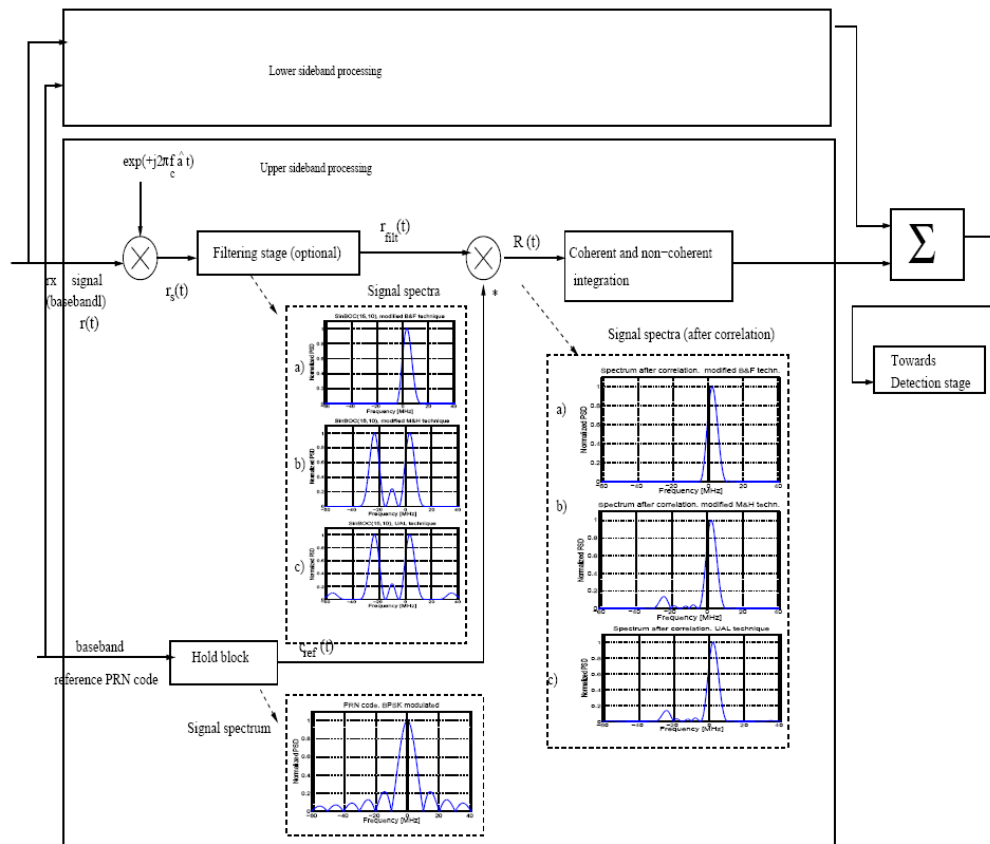 Lower sideband processing
exp(+j2πf_c â t)
Upper sideband processing
Filtering stage (optional)
r_filt(t)
R (t)
Coherent and non-coherent
integration
Σ
rx signal
(basebandl)
r(t)
r_s(t)
*
Signal spectra
SinBOC(15,10), modified B&F technique
a)
Normalized PSD
Frequency [MHz]
SinBOC(15,10), modified M&H technique
b)
Normalized PSD
Frequency [MHz]
SinBOC(15,10), UAL technique
c)
Normalized PSD
Frequency [MHz]
Signal spectra (after correlation)
Spectrum after correlation. modified B&F techn.
a)
Normalized PSD
Frequency [MHz]
b)
Spectrum after correlation. modified M&H techn.
Normalized PSD
Frequency [MHz]
Spectrum after correlation. UAL technique
c)
Normalized PSD
Frequency [MHz]
Towards
Detection stage
baseband
reference PRN code
Hold block
c_ref (t)
Signal spectrum
PRN code. BPSK modulated
Normalized PSD
Frequency [MHz]